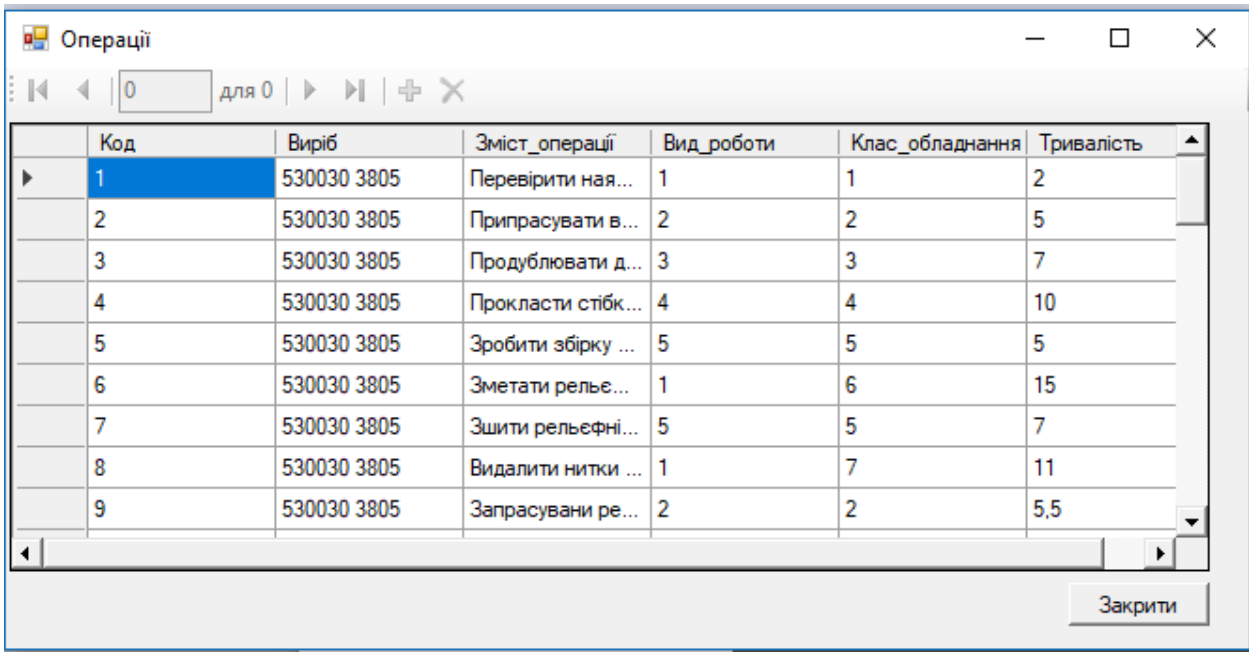 Операції
0 для 0
Код Виріб Зміст_операції Вид_роботи Клас_обладнання Тривалість
1 530030 3805 Перевірити ная... 1 1 2
2 530030 3805 Припрасувати в... 2 2 5
3 530030 3805 Продублювати д... 3 3 7
4 530030 3805 Прокласти стібк... 4 4 10
5 530030 3805 Зробити збірку ... 5 5 5
6 530030 3805 Зметати рельє... 1 6 15
7 530030 3805 Зшити рельєфні... 5 5 7
8 530030 3805 Видалити нитки ... 1 7 11
9 530030 3805 Запрасувани ре... 2 2 5,5
Закрити